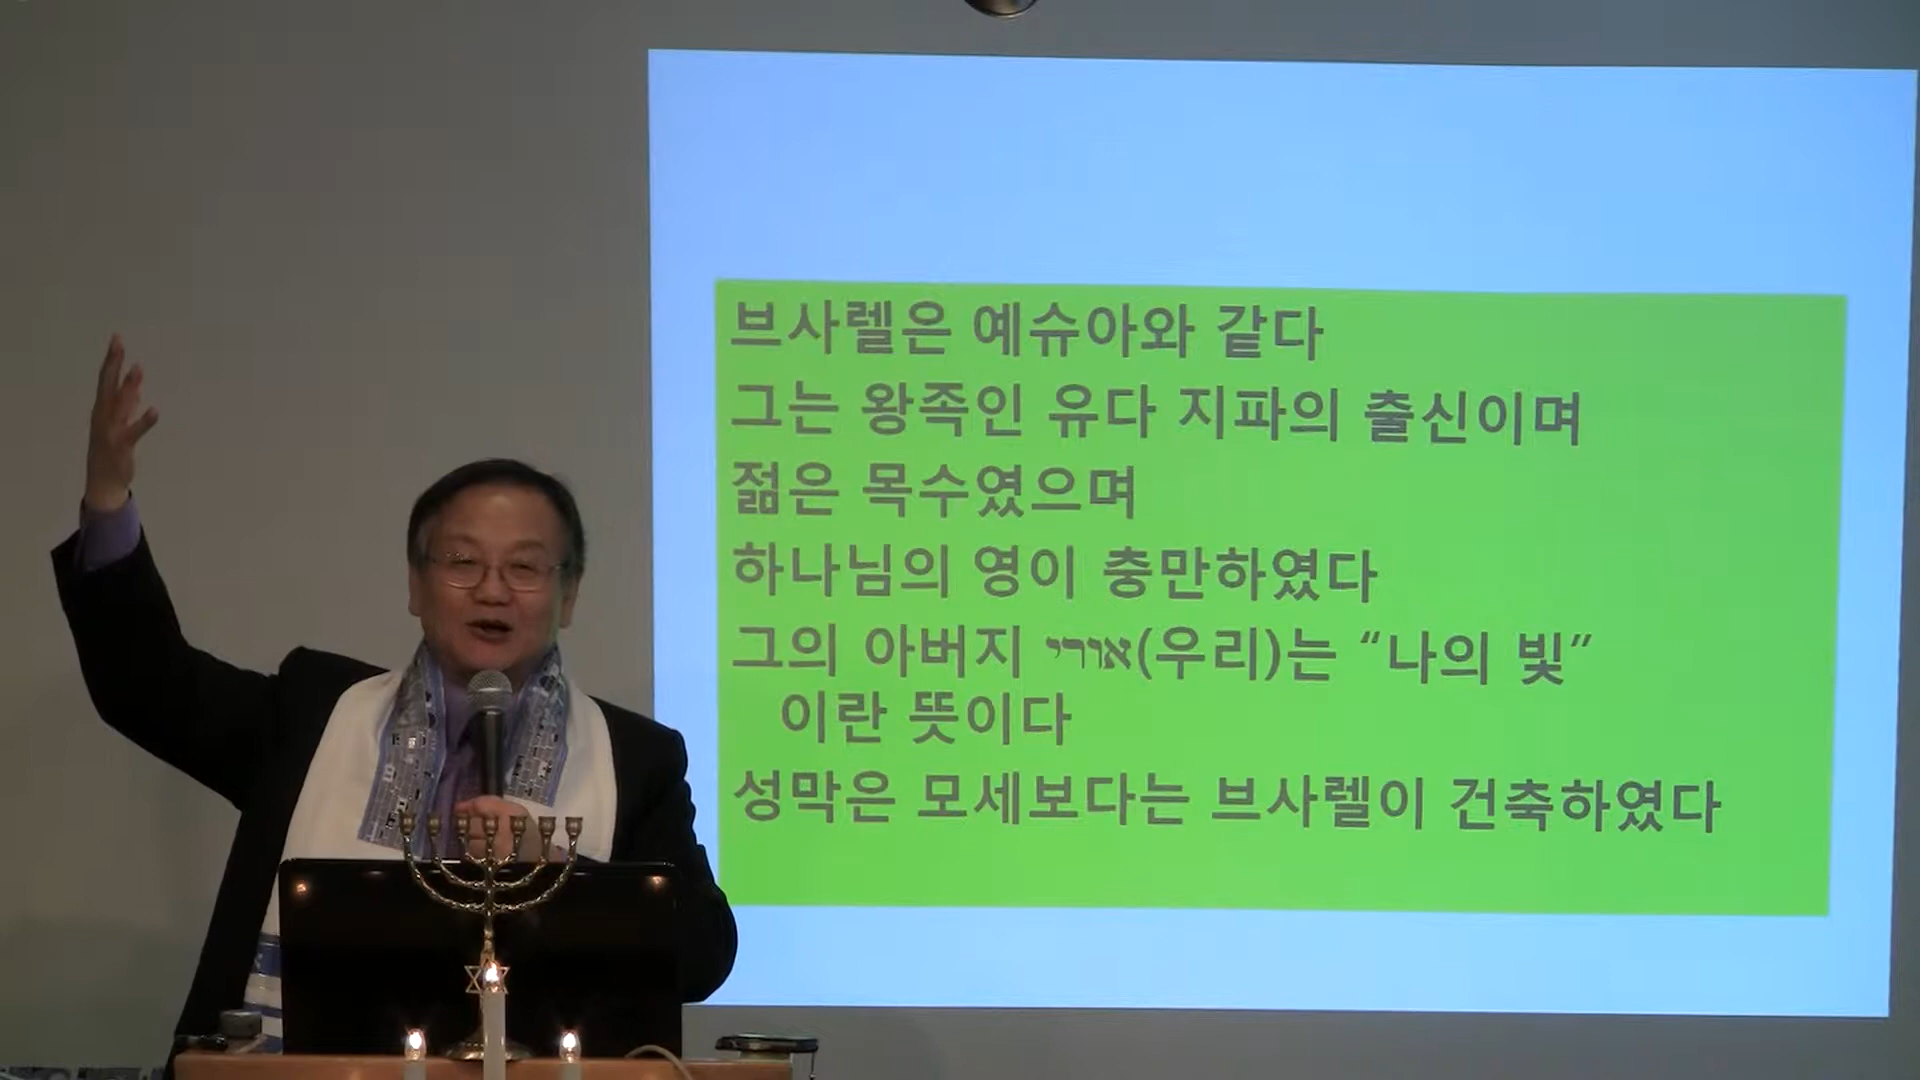 브사렐은 예슈아와 같다
그는 왕족인 유다 지파의 출신이며
젊은 목수였으며
하나님의 영이 충만하였다
그의 아버지 אורי(우리)는 “나의 빛”
이란 뜻이다
성막은 모세보다는 브사렐이 건축하였다